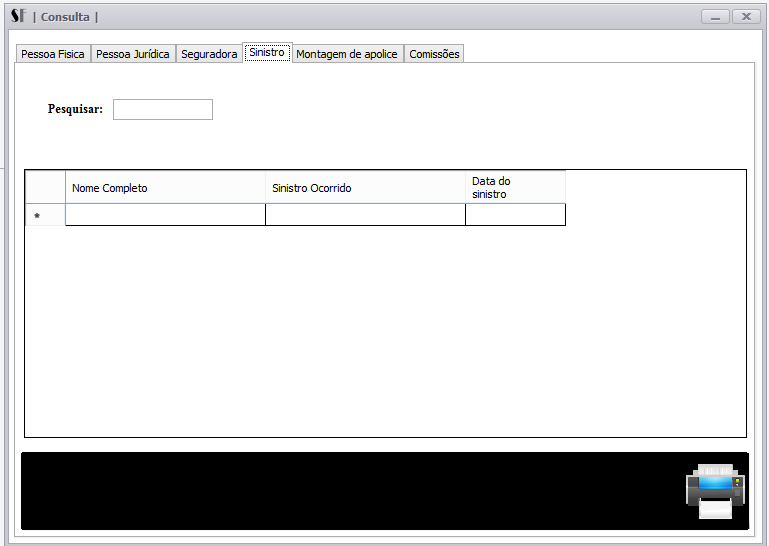 SF | Consulta |
Pessoa Fisica Pessoa Jurídica Seguradora Sinistro Montagem de apolice Comissões
Pesquisar:
Nome Completo Sinistro Ocorrido Data do
sinistro
*